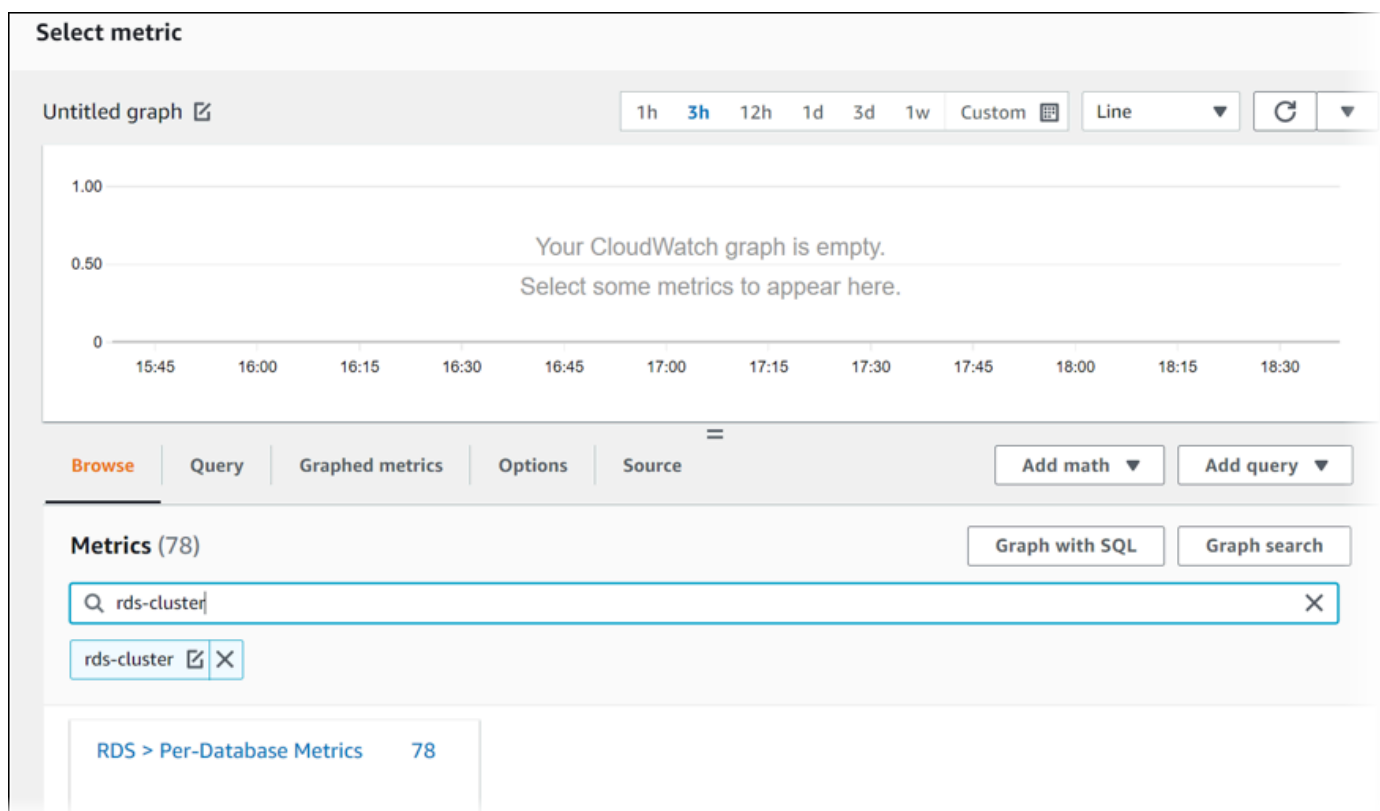 Select metric
Untitled graph
1h 3h 12h 1d 3d 1w Custom Line
1.00
Your CloudWatch graph is empty.
0.50
Select some metrics to appear here.
0
15:45 16:00 16:15 16:30 16:45 17:00 17:15 17:30 17:45 18:00 18:15 18:30
Browse Query Graphed metrics Options Source Add math Add query
Metrics (78) Graph with SQL Graph search
rds-cluster
rds-cluster
RDS > Per-Database Metrics 78